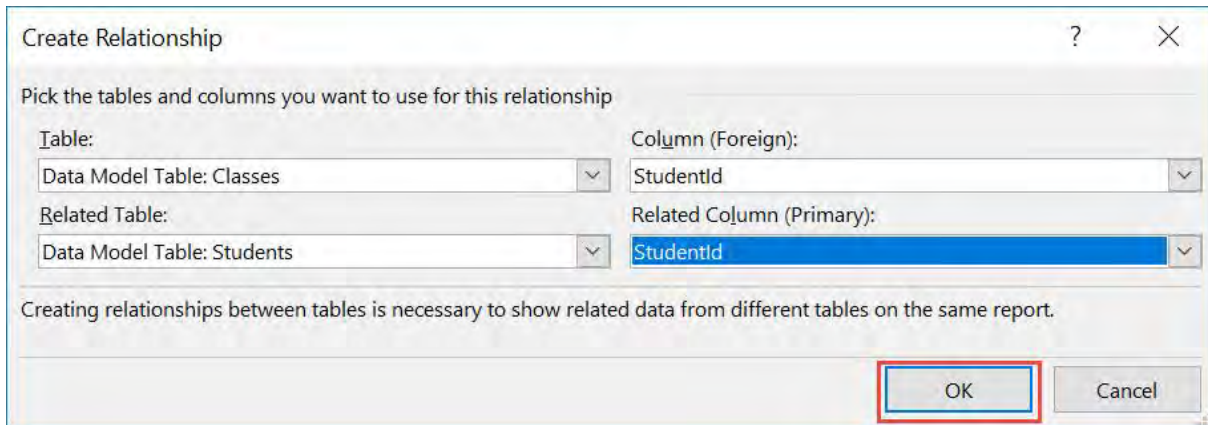 Create Relationship ?
Pick the tables and columns you want to use for this relationship
Table: Column (Foreign):
Data Model Table: Classes StudentId
Related Table: Related Column (Primary):
Data Model Table: Students StudentId
Creating relationships between tables is necessary to show related data from different tables on the same report.
OK Cancel